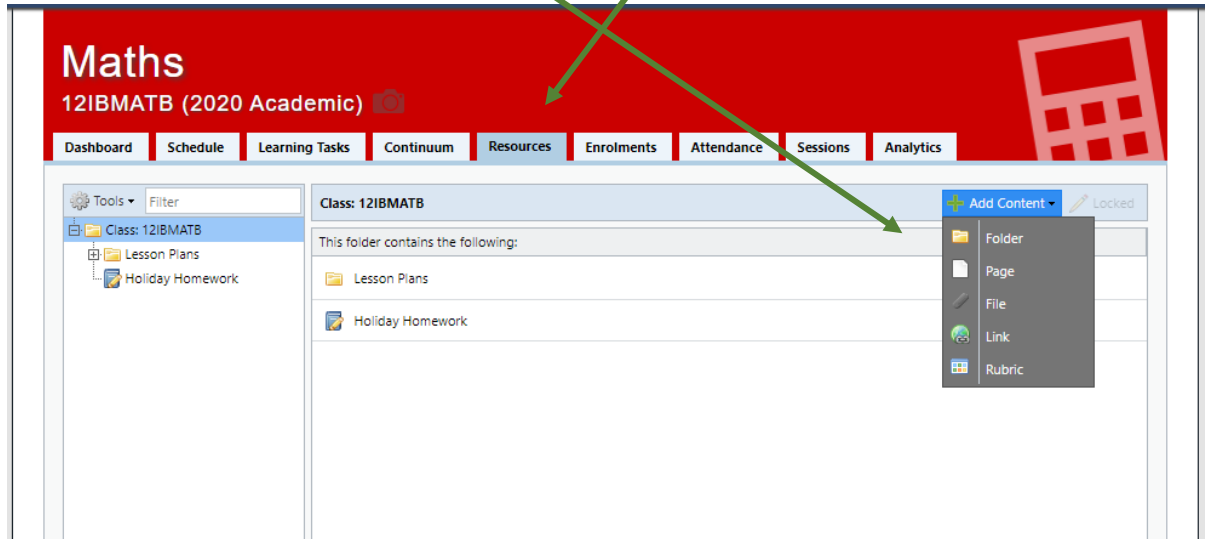 Maths
12IBMATB (2020 Academic)
Dashboard Schedule Learning Tasks Continuum Resources Enrolments Attendance Sessions Analytics
Tools Filter
Class: 12IBMATB
Lesson Plans
Holiday Homework
Class: 12IBMATB
Add Content Locked
This folder contains the following:
Lesson Plans
Holiday Homework
Folder
Page
File
Link
Rubric